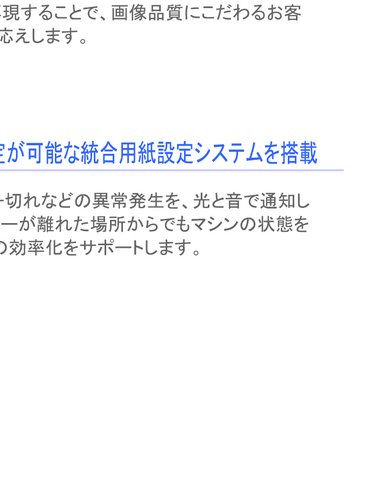 現することで、画像品質にこだわるお客
応えします。
定が可能な統合用紙設定システムを搭載
ー切れなどの異常発生を、光と音で通知し
ーが離れた場所からでもマシンの状態を
の効率化をサポートします。